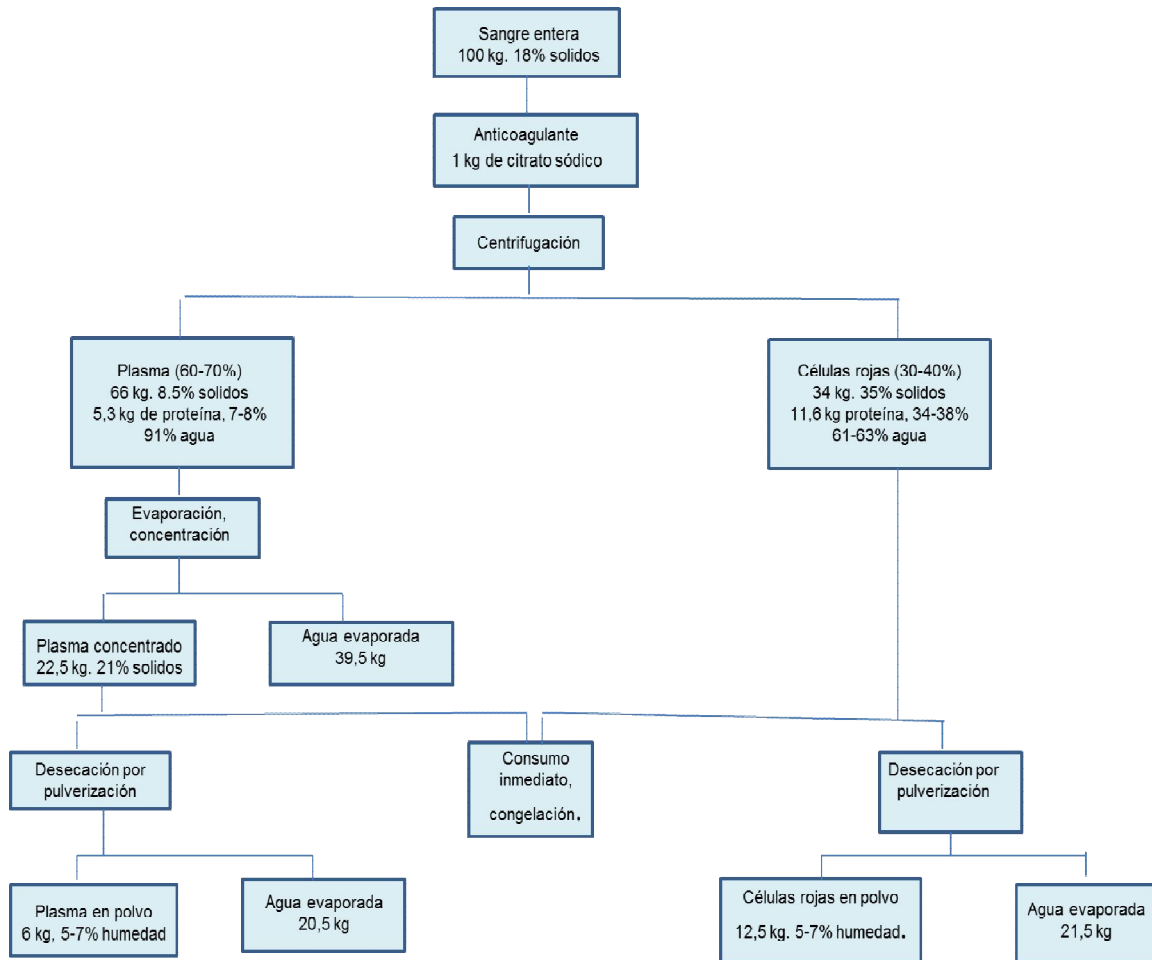 Sangre entera
100 kg. 18% solidos
Anticoagulante
1 kg de citrato sódico
Centrifugación
Plasma (60-70%)
66 kg. 8.5% solidos
5,3 kg de proteína, 7-8%
91% agua
Células rojas (30-40%)
34 kg. 35% solidos
11,6 kg proteína, 34-38%
61-63% agua
Evaporación,
concentración
Plasma concentrado
22,5 kg. 21% solidos
Agua evaporada
39,5 kg
Desecación por
pulverización
Consumo
inmediato,
congelación.
Desecación por
pulverización
Plasma en polvo
6 kg, 5-7% humedad
Agua evaporada
20,5 kg
Células rojas en polvo
12,5 kg. 5-7% humedad.
Agua evaporada
21,5 kg